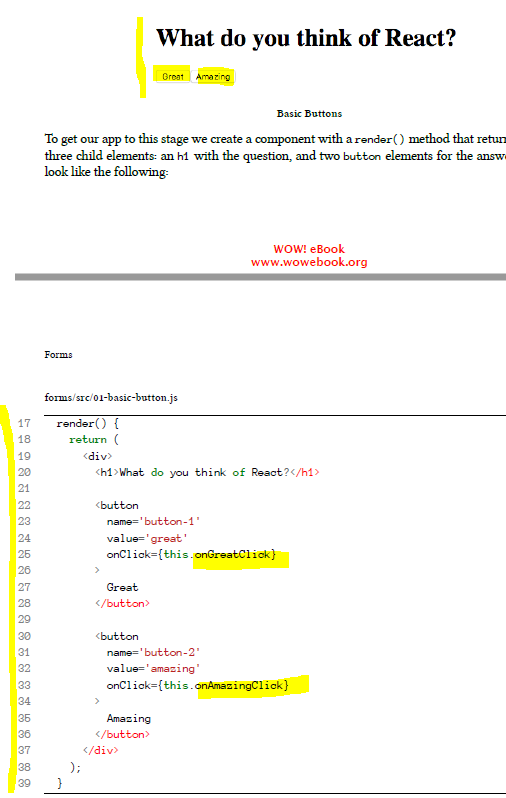 What do you think of React?
Great Amazing
Basic Buttons
To get our app to this stage we create a component with a render() method that
three child elements: an h1 with the question, and two button elements for the
look like the following:
WOW! eBook
www.wowebook.org
Forms
forms/src/01-basic-button.js
17 render() {
18 return (
19 <div>
20 <h1>What do you think of React?</h1>
21
22 <button
23 name='button-1'
24 value='great'
25 onClick={this.onGreatClick}
26 >
27 Great
28 </button>
29
30 <button
31 name='button-2'
32 value='amazing'
33 onClick={this.onAmazingClick}
34 >
35 Amazing
36 </button>
37 </div>
38 );
39 }